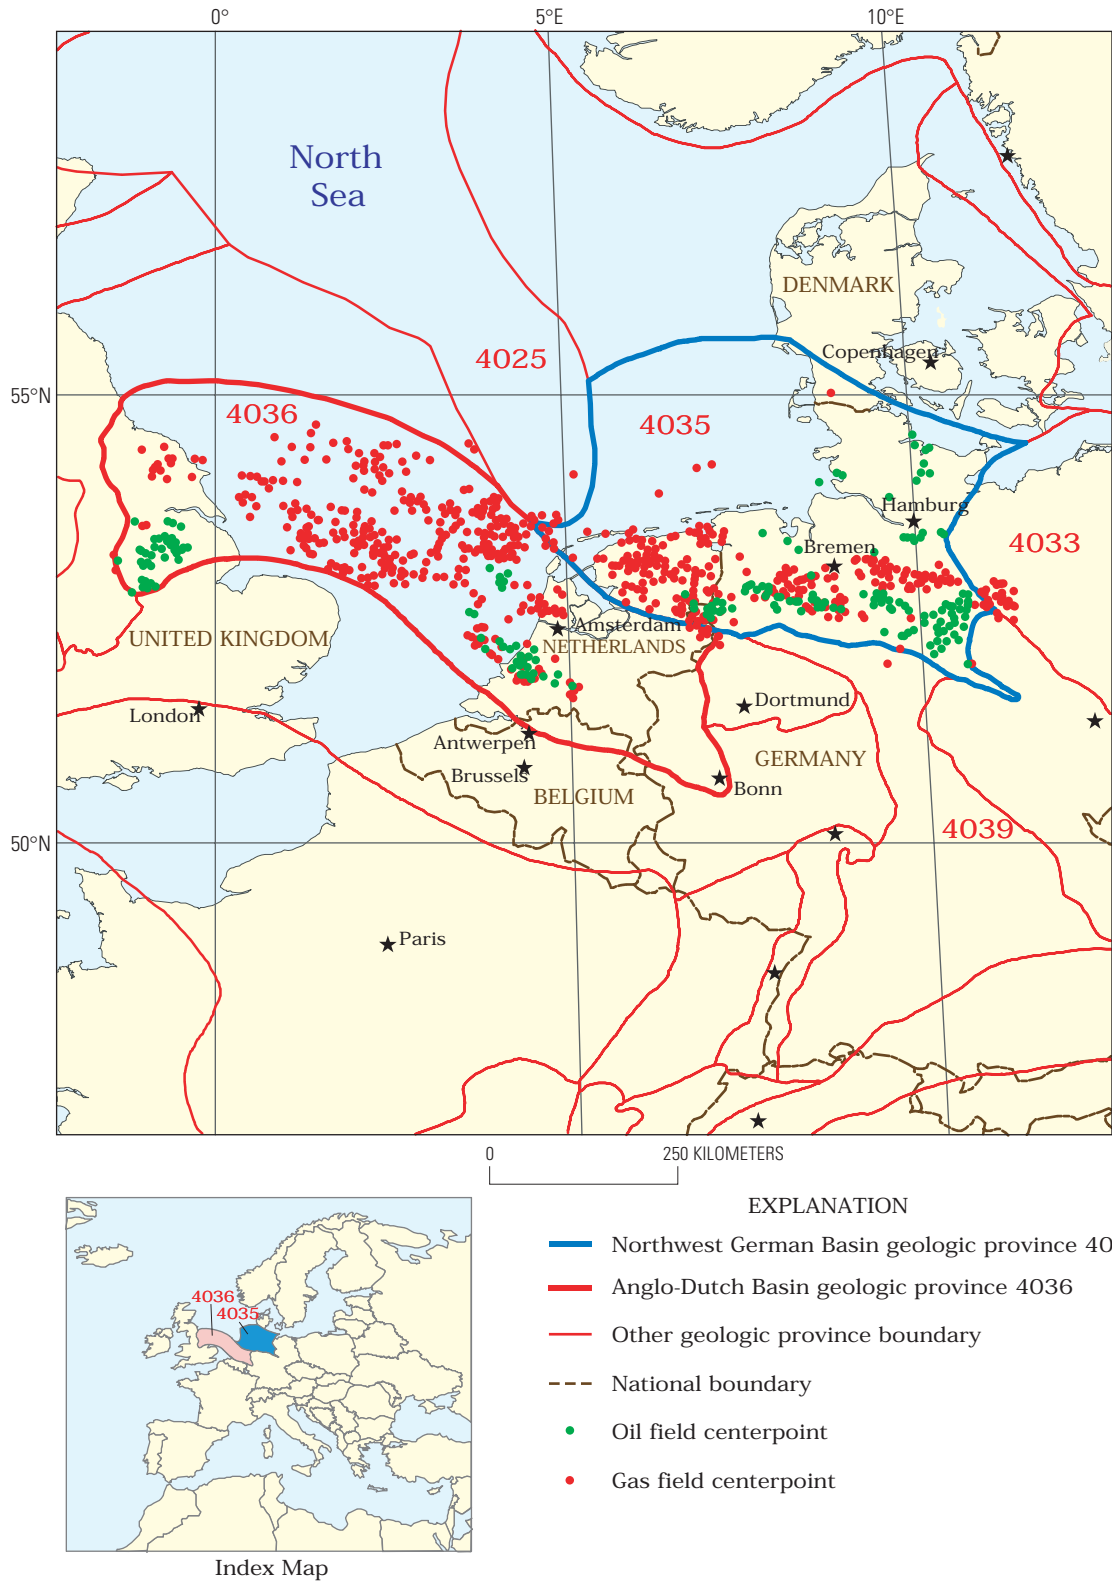 0°
5°E
10°E
North
Sea
DENMARK
Copenhagen
4025
55°N
4036
4035
Hamburg
4033
Bremen
Amsterdam
UNITED KINGDOM
NETHERLANDS
Dortmund
London
Antwerpen
GERMANY
Brussels
Bonn
BELGIUM
4039
50°N
Paris
0
250 KILOMETERS
EXPLANATION
Northwest German Basin geologic province 40
Anglo-Dutch Basin geologic province 4036
Other geologic province boundary
National boundary
Oil field centerpoint
Gas field centerpoint
4036
4035
Index Map